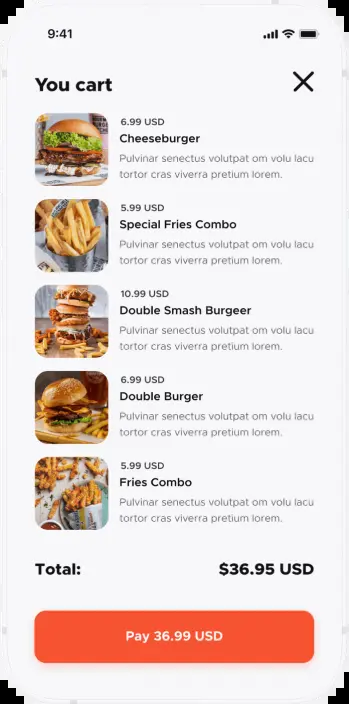 9:41
You cart
6.99 USD
Cheeseburger
Pulvinar senectus volutpat om volu lacu
tortor cras viverra pretium lorem.
5.99 USD
Special Fries Combo
Pulvinar senectus volutpat om volu lacu
tortor cras viverra pretium lorem.
10.99 USD
Double Smash Burgeer
Pulvinar senectus volutpat om volu lacu
tortor cras viverra pretium lorem.
6.99 USD
Double Burger
Pulvinar senectus volutpat om volu lacu
tortor cras viverra pretium lorem.
5.99 USD
Fries Combo
Pulvinar senectus volutpat om volu lacu
tortor cras viverra pretium lorem.
Total: $36.95 USD
Pay 36.99 USD